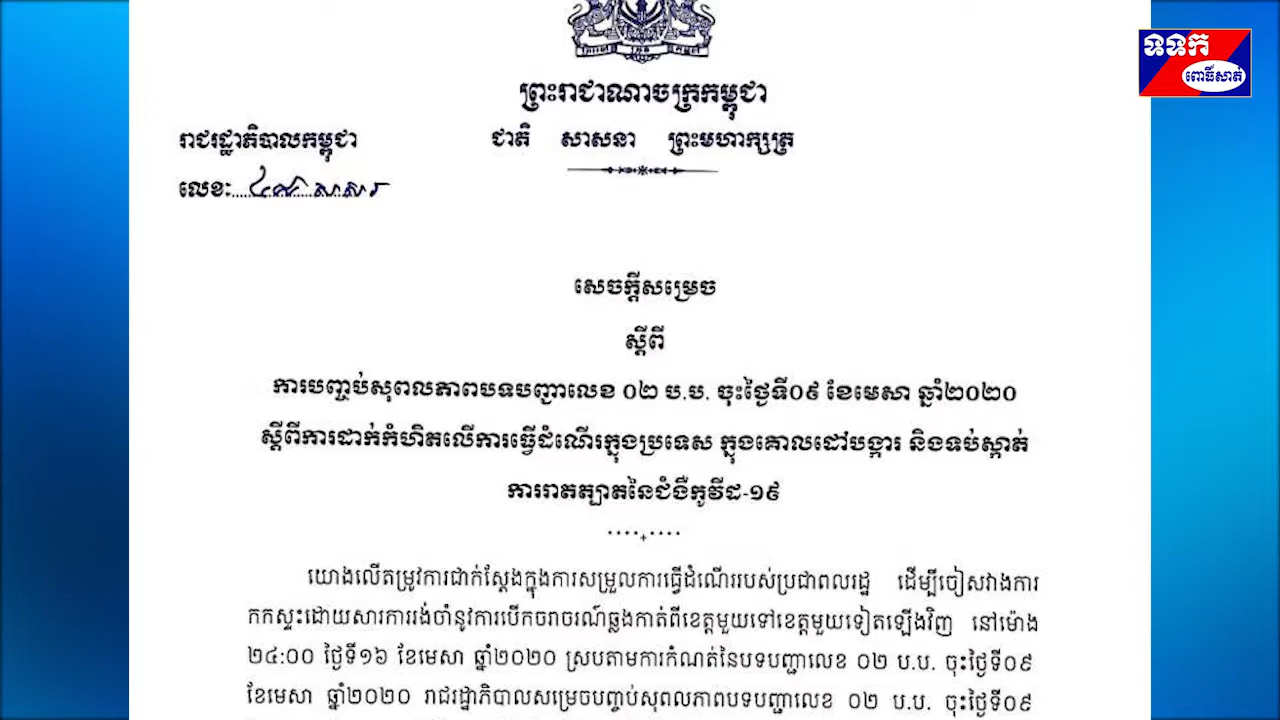 ទទក
ពោធិ៍សាត់
ព្រះរាជាណាចក្រកម្ពុជា
រាជរដ្ឋាភិបាលកម្ពុជា
ជាតិ សាសនា ព្រះមហាក្សត្រ
លេខ:
សេចក្តីសម្រេច
ស្តីពី
ការបញ្ចប់សុពលភាពបទបញ្ជាលេខ ០២ ប.ប. ចុះថ្ងៃទី០៩ ខែមេសា ឆ្នាំ២០២០
ស្តីពីការដាក់កំហិតលើការធ្វើដំណើរក្នុងប្រទេស ក្នុងគោលដៅបង្ការ និងទប់ស្កាត់
ការរាតត្បាតនៃជំងឺកូវីដ-១៩
យោងលើតម្រូវការជាក់ស្តែងក្នុងការសម្រួលការធ្វើដំណើររបស់ប្រជាពលរដ្ឋ ដើម្បីចៀសវាងការ
កកស្ទះដោយសារការរង់ចាំនូវការបើកចរាចរណ៍ឆ្លងកាត់ពីខេត្តមួយទៅខេត្តមួយទៀតឡើងវិញ នៅម៉ោង
២៤:០០ ថ្ងៃទី១៦ ខែមេសា ឆ្នាំ២០២០ ស្របតាមការកំណត់នៃបទបញ្ជាលេខ ០២ ប.ប. ចុះថ្ងៃទី០៩
ខែមេសា ឆ្នាំ២០២០ រាជរដ្ឋាភិបាលសម្រេចបញ្ចប់សុពលភាពបទបញ្ជាលេខ ០២ ប.ប. ចុះថ្ងៃទី០៩